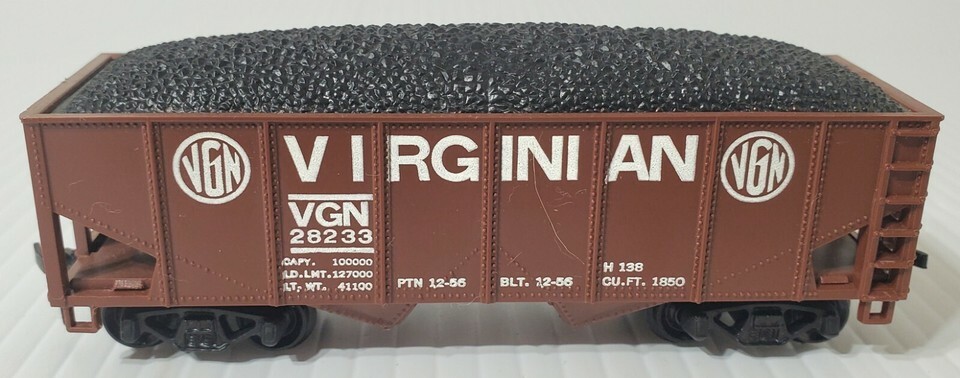 VGN VIRGINIAN VGN
VGN
28233
CAPY. 100000
LD.LMT.127000
LT. WT. 41100
PTN 12-56 BLT. 12-56
H 138
CU.FT. 1850